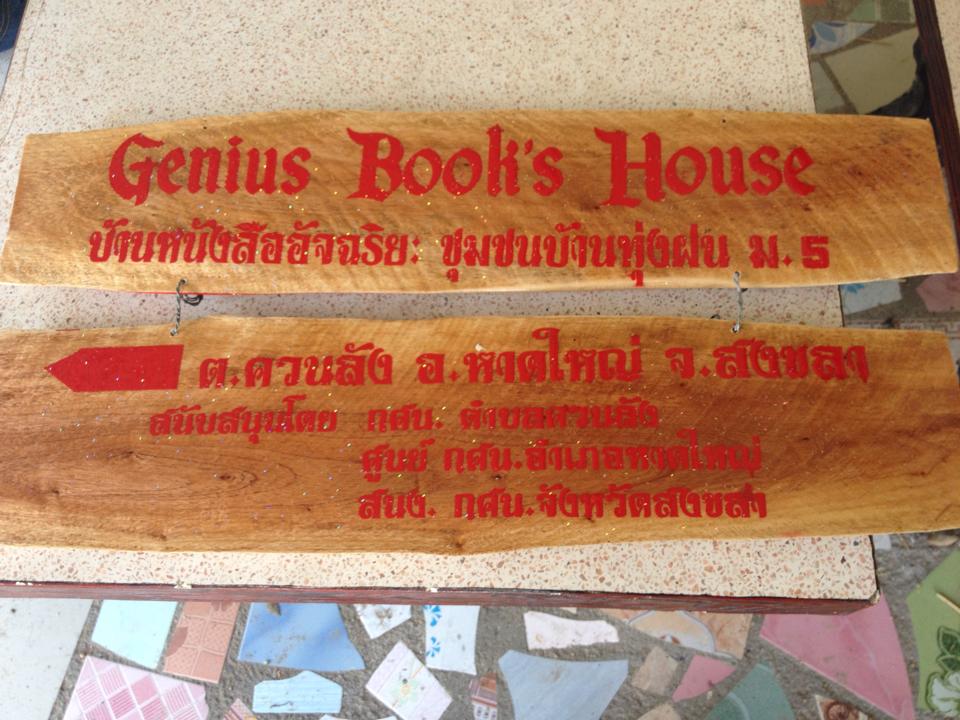 Genius Book's House
บ้านหนังสืออัจฉริยะ ชุมชนบ้านทุ่งฝน ม.5
ต.ควนลัง อ.หาดใหญ่ จ.สงขลา
สนับสนุนโดย กศน. ตำบลควนลัง
ศูนย์ กศน.อำเภอหาดใหญ่
สนง. กศน.จังหวัดสงขลา